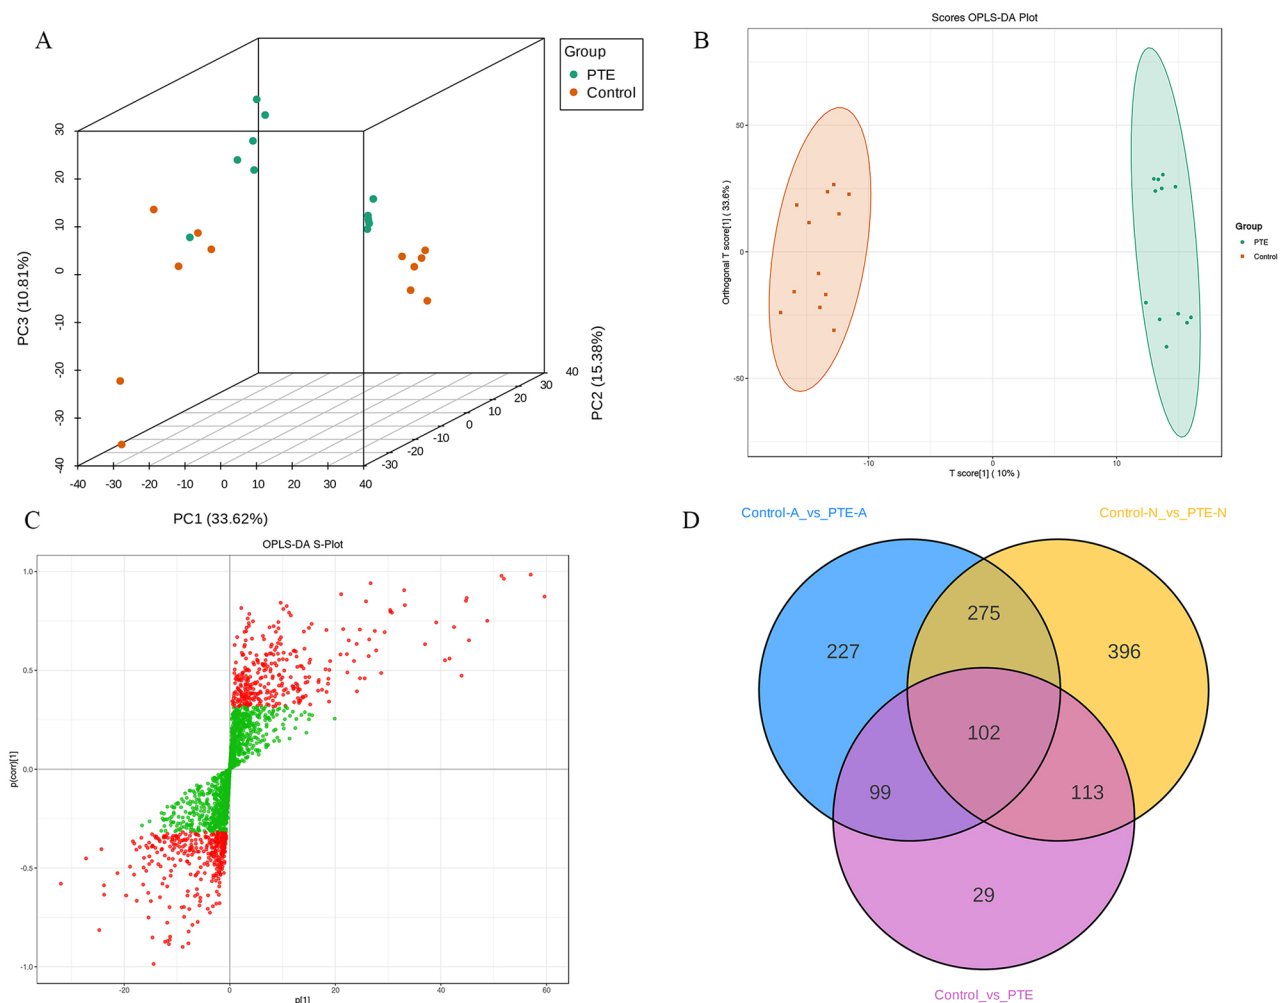 A
Group
PTE
Control
30
20
10
0
10
-20
-30
-40
PC3 (10.81%)
-40 -30 -20 -10 0 10 20 30 40
PC1 (33.62%)
-30 -20 -10 0 10 20 30 40
PC2 (15.38%)
B
Scores OPLS-DA Plot
50
0
-50
Orthogonal T score[1] ( 33.6% )
-10 0 10
T score[1] ( 10% )
Group
PTE
Control
C
OPLS-DA S-Plot
1.0
0.5
0.0
-0.5
-1.0
p(corr)[1]
-20 0 20 40 60
p[1]
D
Control-A_vs_PTE-A
Control-N_vs_PTE-N
275
227
396
102
99
113
29
Control_vs_PTE